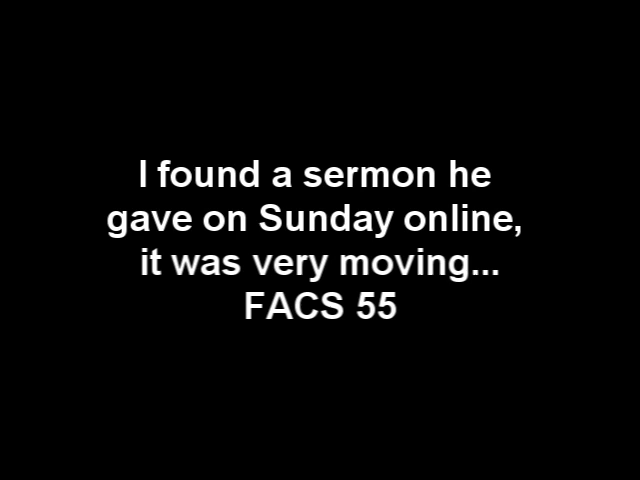 I found a sermon he
gave on Sunday online,
it was very moving...
FACS 55